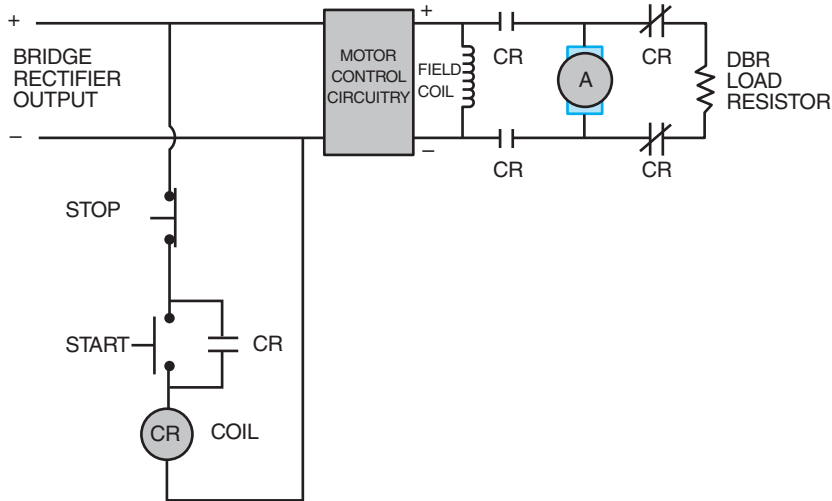 +
BRIDGE
RECTIFIER
OUTPUT
–
MOTOR
CONTROL
CIRCUITRY
+
–
FIELD
COIL
CR
CR
A
CR
CR
DBR
LOAD
RESISTOR
STOP
START
CR
CR
COIL